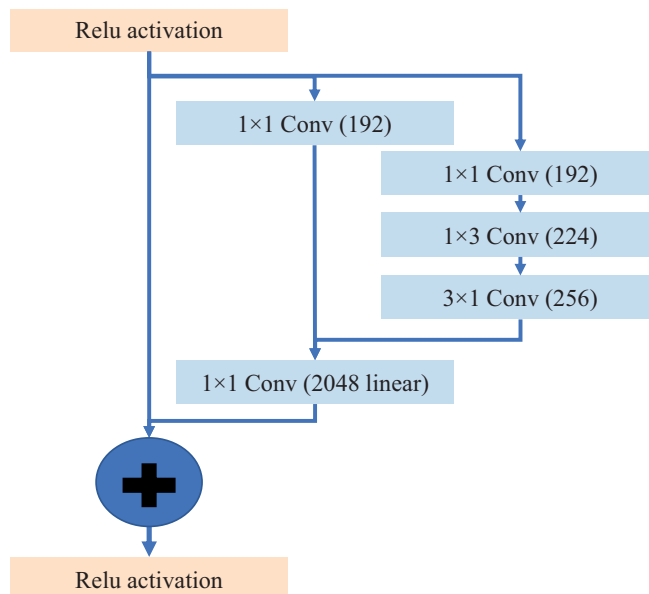 Relu activation
1×1 Conv (192)
1×1 Conv (192)
1×3 Conv (224)
3×1 Conv (256)
1×1 Conv (2048 linear)
Relu activation